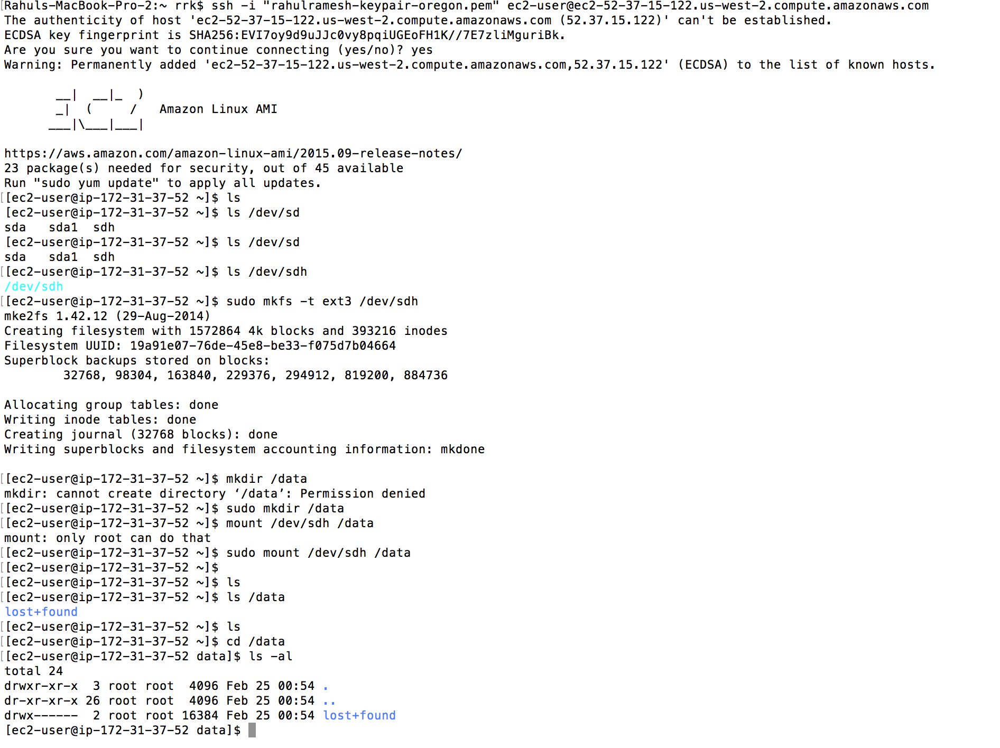 [Rahuls-MacBook-Pro-2:~ rrk$ ssh -i "rahulramesh-keypair-oregon.pem" ec2-user@ec2-52-37-15-122.us-west-2.compute.amazonaws.com
The authenticity of host 'ec2-52-37-15-122.us-west-2.compute.amazonaws.com (52.37.15.122)' can't be established.
ECDSA key fingerprint is SHA256:EVI7oy9d9uJJc0vy8pqiUGEoFH1K//7E7zliMguriBk.
Are you sure you want to continue connecting (yes/no)? yes
Warning: Permanently added 'ec2-52-37-15-122.us-west-2.compute.amazonaws.com,52.37.15.122' (ECDSA) to the list of known hosts.

       __|  __|_  )
       _|  (     /   Amazon Linux AMI
      ___|\___|___|

https://aws.amazon.com/amazon-linux-ami/2015.09-release-notes/
23 package(s) needed for security, out of 45 available
Run "sudo yum update" to apply all updates.
[[ec2-user@ip-172-31-37-52 ~]$ ls
[ec2-user@ip-172-31-37-52 ~]$ ls /dev/sd
sda   sda1  sdh
[ec2-user@ip-172-31-37-52 ~]$ ls /dev/sd
sda   sda1  sdh
[[ec2-user@ip-172-31-37-52 ~]$ ls /dev/sdh
/dev/sdh
[[ec2-user@ip-172-31-37-52 ~]$ sudo mkfs -t ext3 /dev/sdh
mke2fs 1.42.12 (29-Aug-2014)
Creating filesystem with 1572864 4k blocks and 393216 inodes
Filesystem UUID: 19a91e07-76de-45e8-be33-f075d7b04664
Superblock backups stored on blocks:
        32768, 98304, 163840, 229376, 294912, 819200, 884736

Allocating group tables: done
Writing inode tables: done
Creating journal (32768 blocks): done
Writing superblocks and filesystem accounting information: mkdone

[[ec2-user@ip-172-31-37-52 ~]$ mkdir /data
mkdir: cannot create directory ‘/data’: Permission denied
[[ec2-user@ip-172-31-37-52 ~]$ sudo mkdir /data
[[ec2-user@ip-172-31-37-52 ~]$ mount /dev/sdh /data
mount: only root can do that
[[ec2-user@ip-172-31-37-52 ~]$ sudo mount /dev/sdh /data
[[ec2-user@ip-172-31-37-52 ~]$
[[ec2-user@ip-172-31-37-52 ~]$ ls
[[ec2-user@ip-172-31-37-52 ~]$ ls /data
lost+found
[[ec2-user@ip-172-31-37-52 ~]$ ls
[[ec2-user@ip-172-31-37-52 ~]$ cd /data
[[ec2-user@ip-172-31-37-52 data]$ ls -al
total 24
drwxr-xr-x  3 root root  4096 Feb 25 00:54 .
dr-xr-xr-x 26 root root  4096 Feb 25 00:54 ..
drwx------  2 root root 16384 Feb 25 00:54 lost+found
[ec2-user@ip-172-31-37-52 data]$